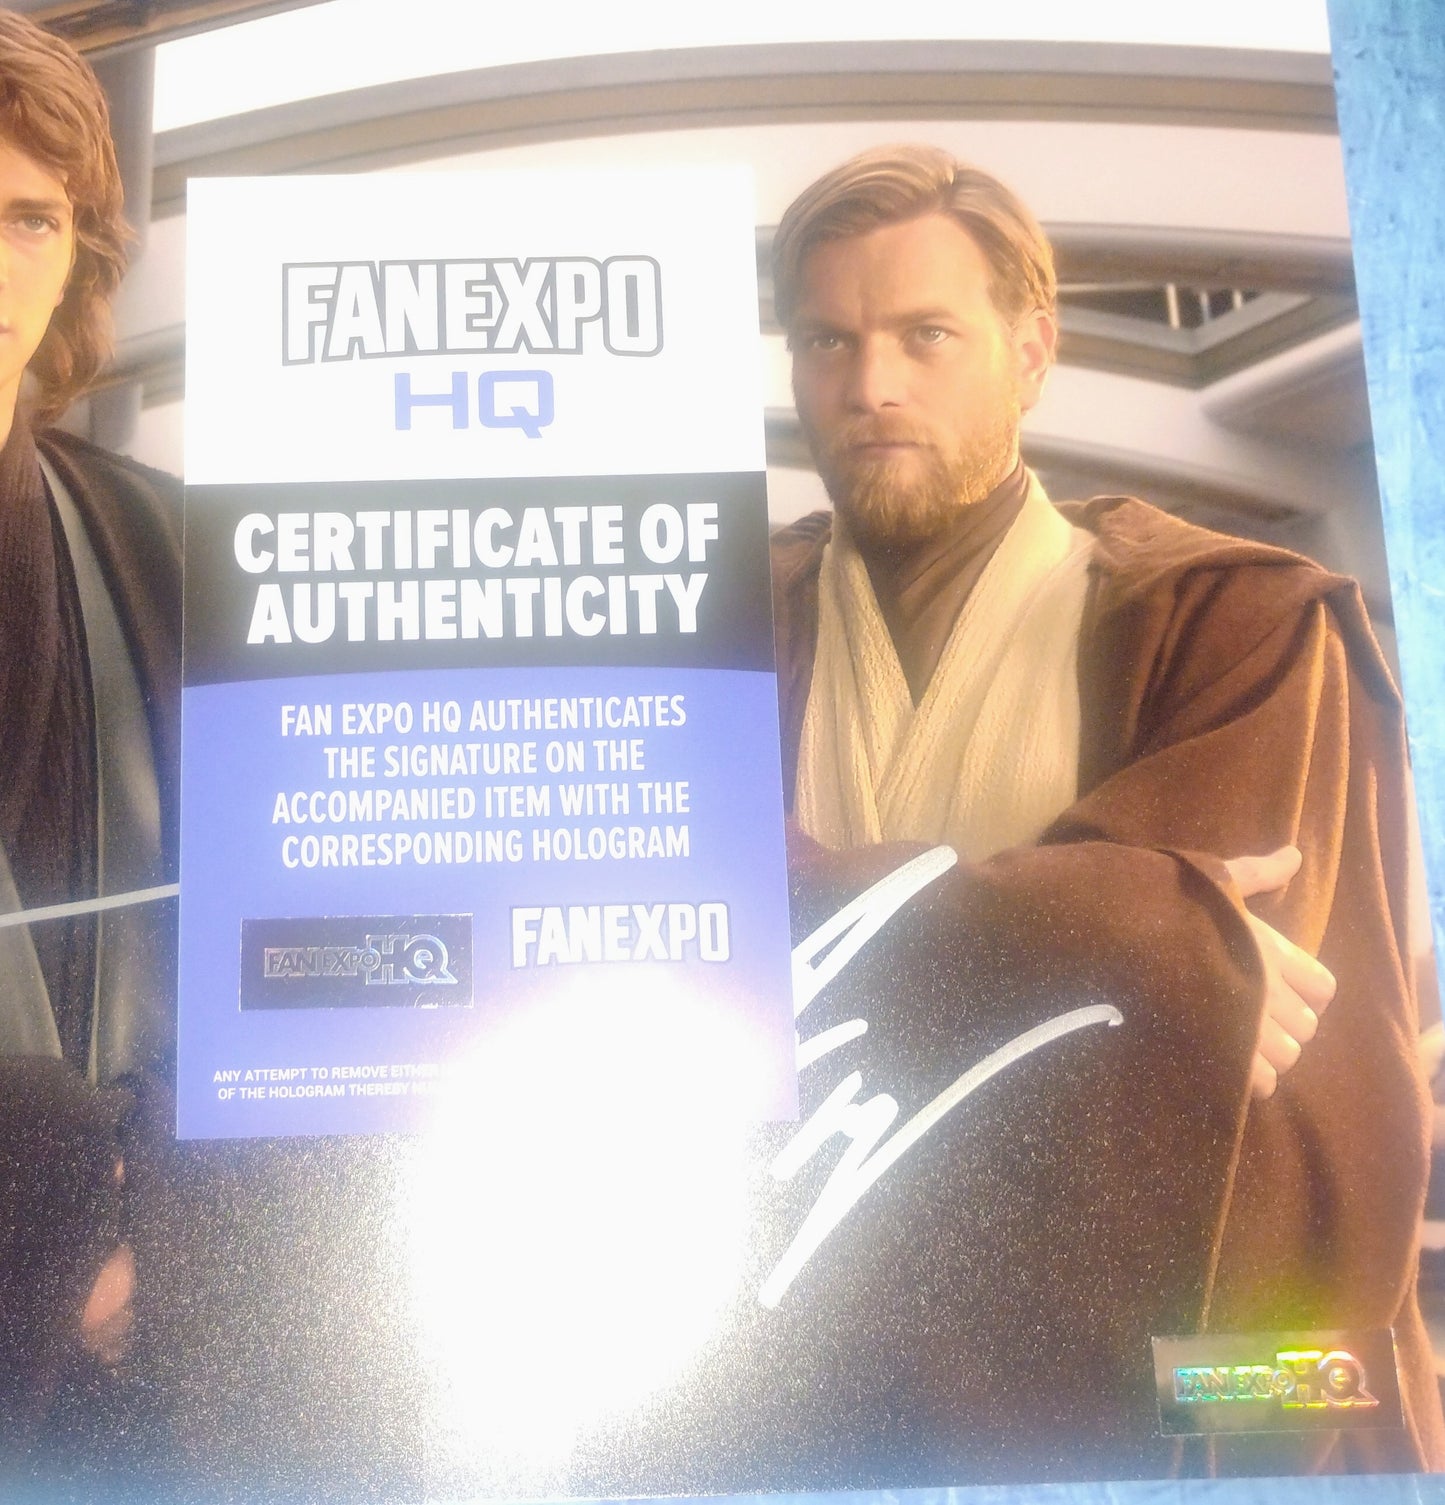 FANEXPO
HQ
CERTIFICATE OF
AUTHENTICITY
FAN EXPO HQ AUTHENTICATES
THE SIGNATURE ON THE
ACCOMPANIED ITEM WITH THE
CORRESPONDING HOLOGRAM
FANEXPO HQ FANEXPO
ANY ATTEMPT TO REMOVE EITHER
OF THE HOLOGRAM THEREBY
FANEXPO HQ